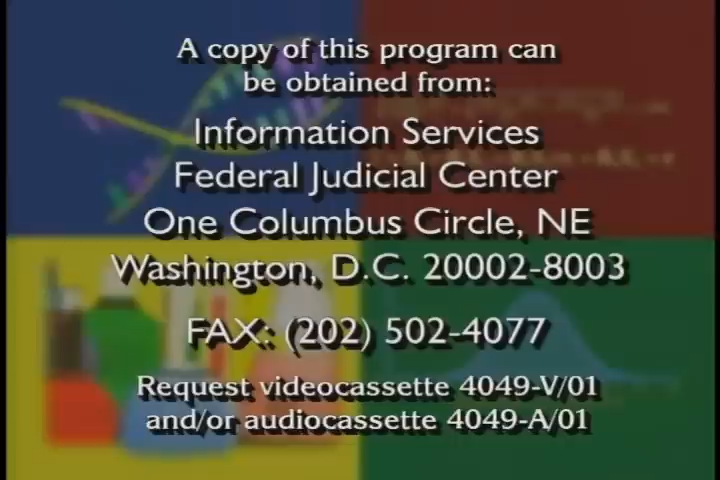 A copy of this program can
be obtained from:
Information Services
Federal Judicial Center
One Columbus Circle, NE
Washington, D.C. 20002-8003
FAX: (202) 502-4077
Request videocassette 4049-V/01
and/or audiocassette 4049-A/01